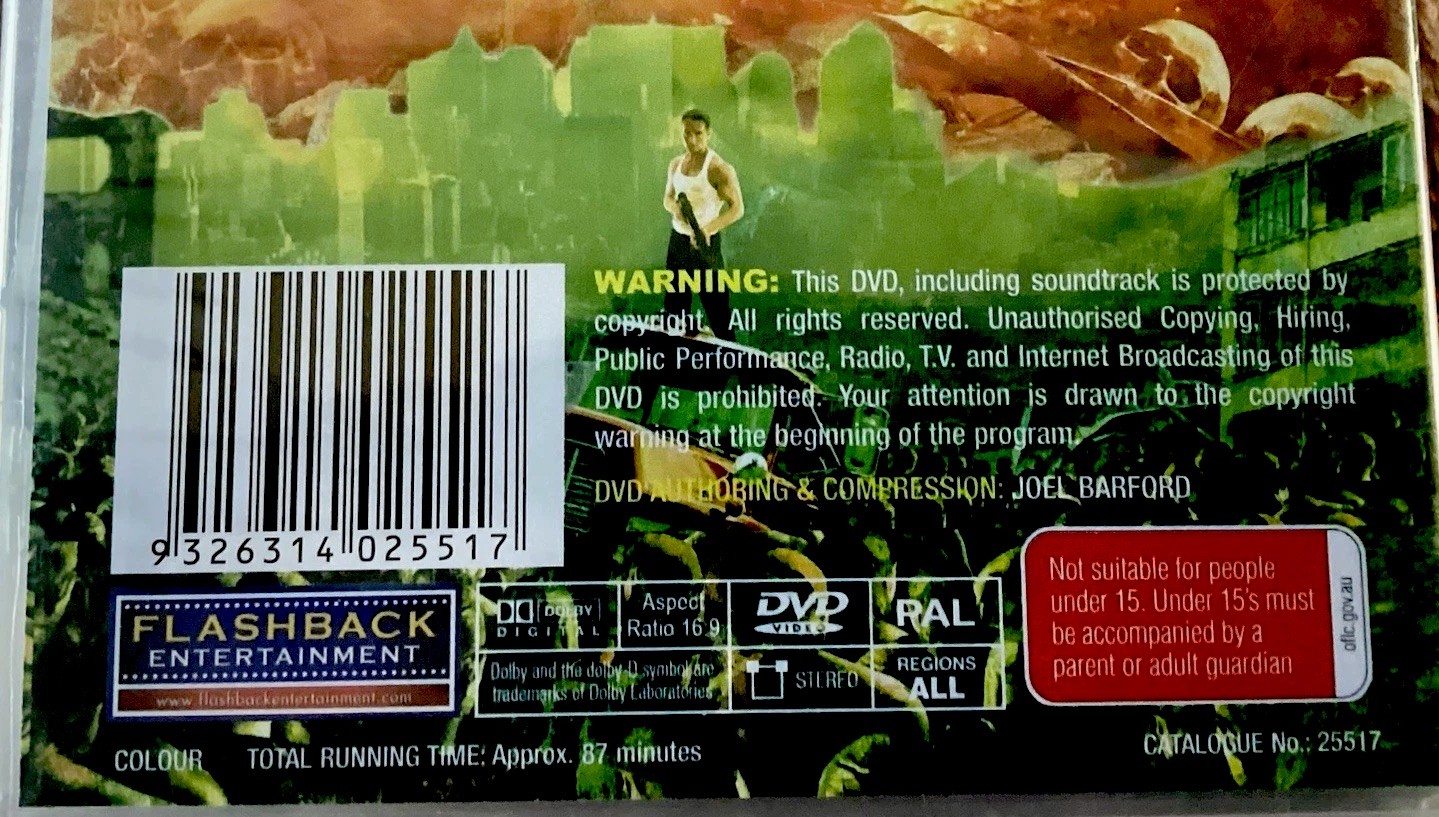 WARNING: This DVD, including soundtrack is protected by
copyright. All rights reserved. Unauthorised Copying, Hiring,
Public Performance, Radio, T.V. and Internet Broadcasting of this
DVD is prohibited. Your attention is drawn to the copyright
warning at the beginning of the program.
DVD AUTHORING & COMPRESSION: JOEL BARFORD
9 326314 025517
FLASHBACK
ENTERTAINMENT
www.flashbackentertainment.com
DOLBY
DIGITAL
Aspect
Ratio 16:9
DVD
VIDEO
PAL
Dolby and the dolby-D symbol are
trademarks of Dolby Laboratories
STEREO
REGIONS
ALL
Not suitable for people
under 15. Under 15's must
be accompanied by a
parent or adult guardian
oflc.gov.au
COLOUR TOTAL RUNNING TIME: Approx. 87 minutes
CATALOGUE No.: 25517